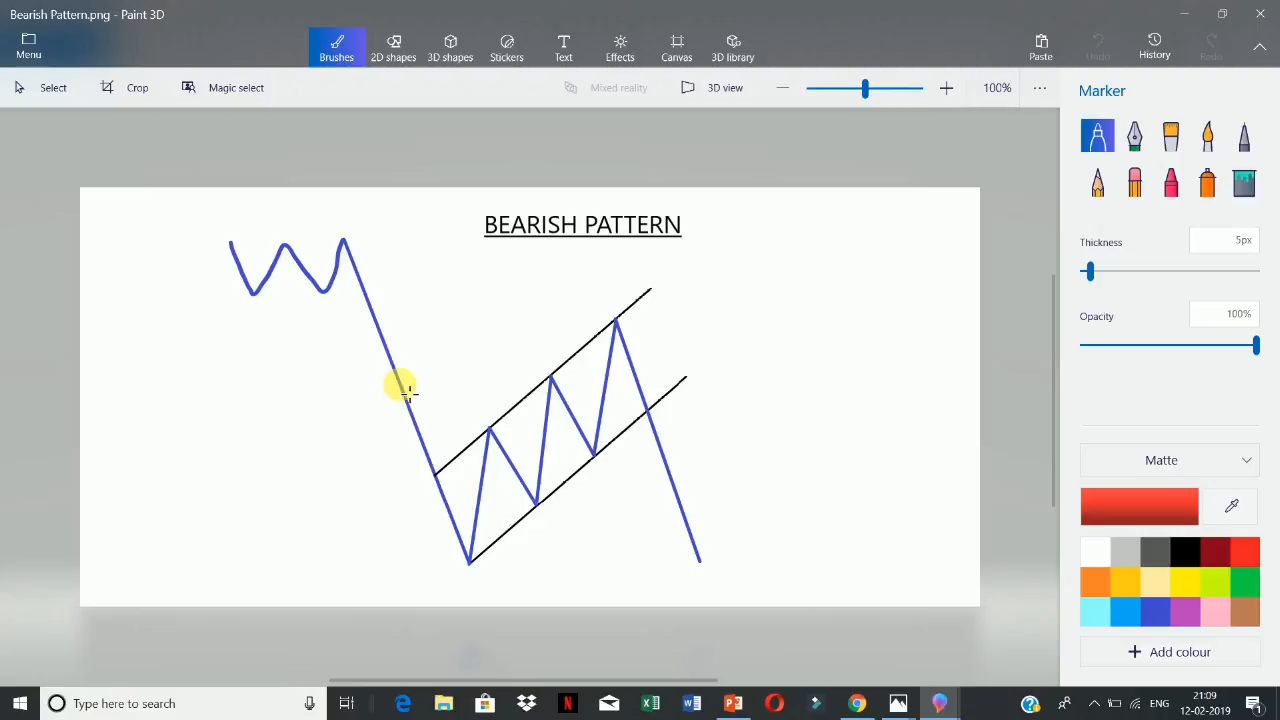 Bearish Pattern.png - Paint 3D
Menu
Brushes
2D shapes
3D shapes
Stickers
Text
Effects
Canvas
3D library
Paste
Undo
History
Redo
Select
Crop
Magic select
Mixed reality
3D view
100%
Marker
Thickness
5px
Opacity
100%
Matte
Add colour
BEARISH PATTERN
Type here to search
ENG
21:09
12-02-2019